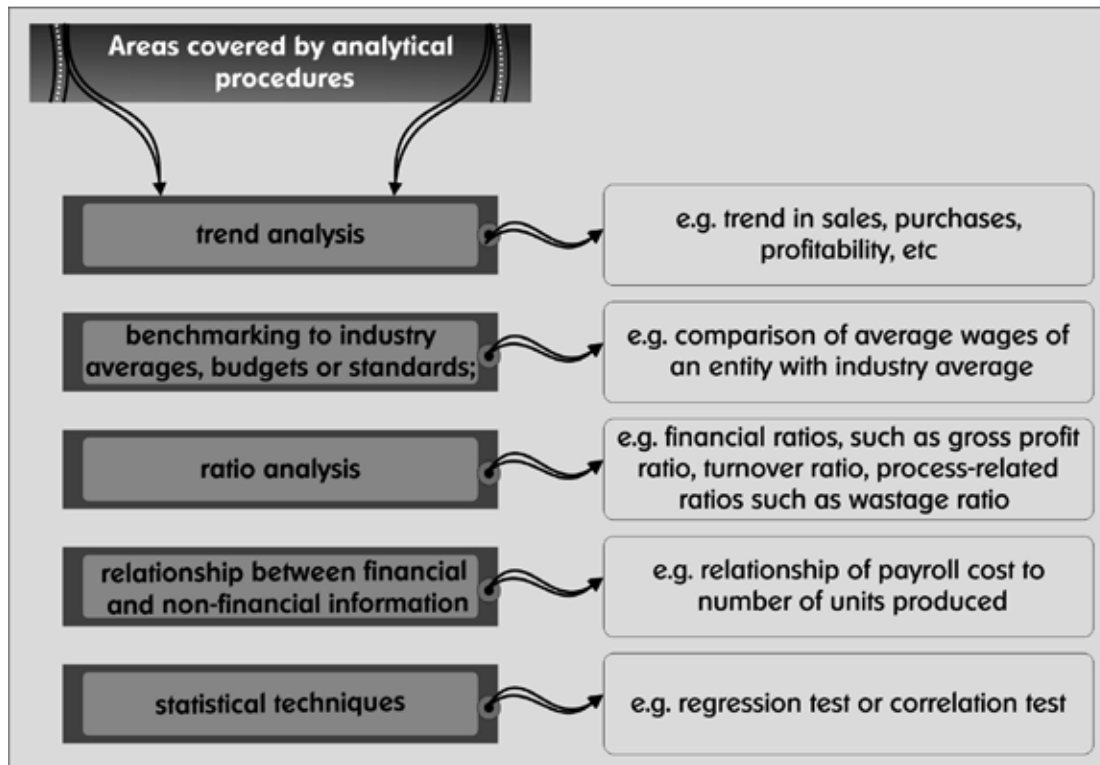 Areas covered by analytical
procedures
trend analysis
e.g. trend in sales, purchases,
profitability, etc
benchmarking to industry
averages, budgets or standards;
e.g. comparison of average wages of
an entity with industry average
ratio analysis
e.g. financial ratios, such as gross profit
ratio, turnover ratio, process-related
ratios such as wastage ratio
relationship between financial
and non-financial information
e.g. relationship of payroll cost to
number of units produced
statistical techniques
e.g. regression test or correlation test